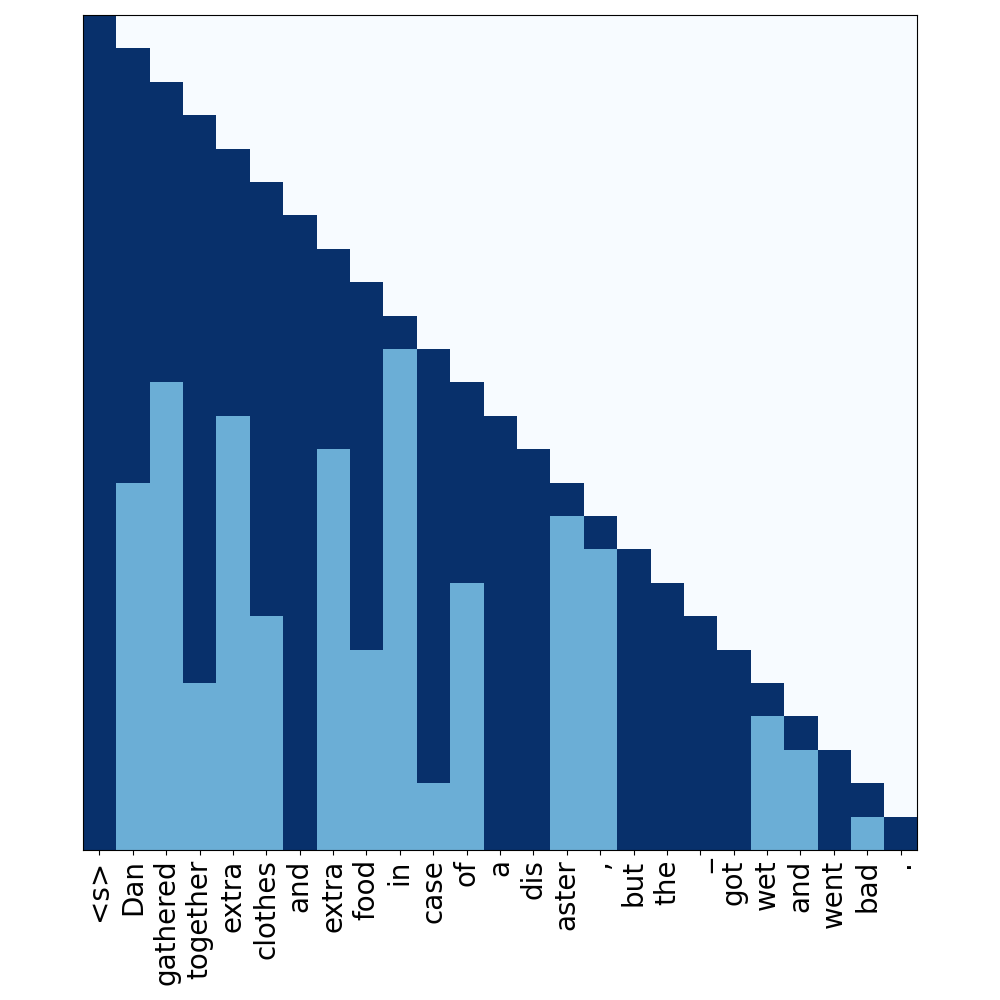 <s> Dan gathered together extra clothes and extra food in case of a dis aster , but the _ got wet and went bad .